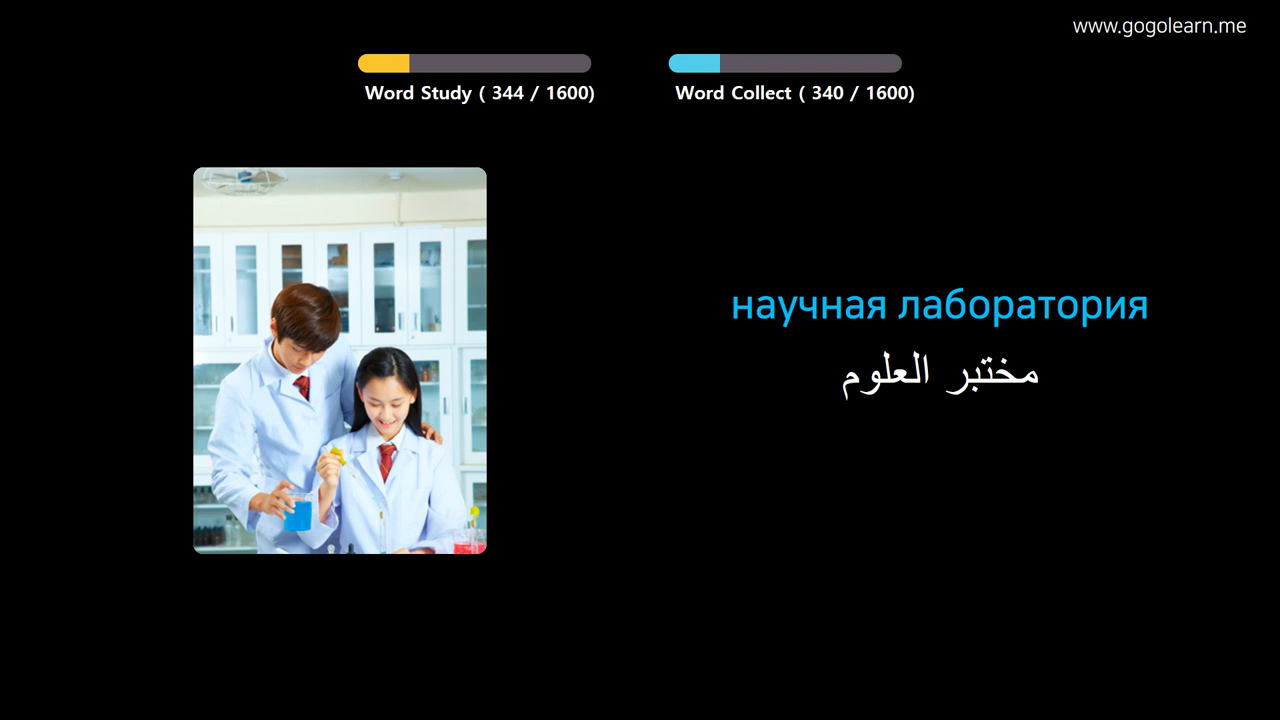 www.gogolearn.me
Word Study ( 344 / 1600)
Word Collect ( 340 / 1600)
научная лаборатория
مختبر العلوم